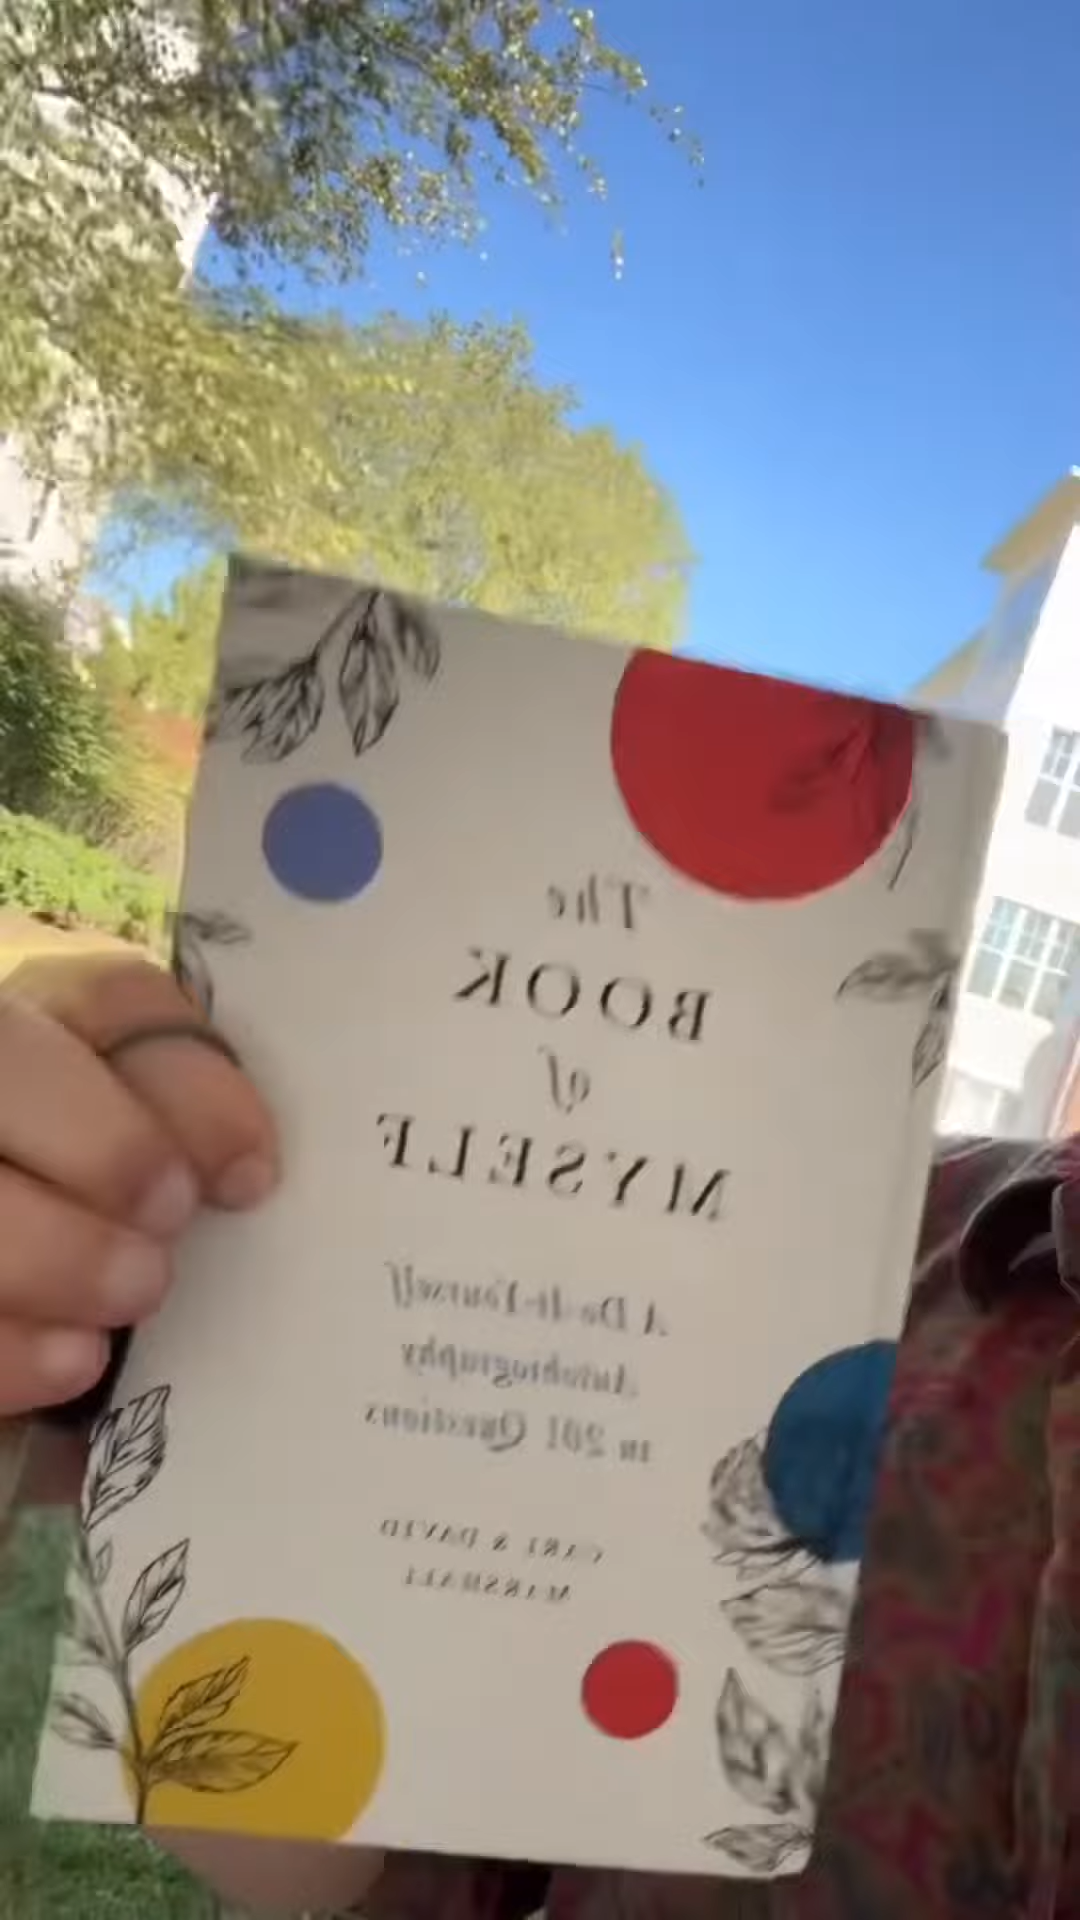 The
BOOK
of
MYSELF
A Do-It-Yourself
Autobiography
in 201 Questions
CARL & DAVID
MARSHALL